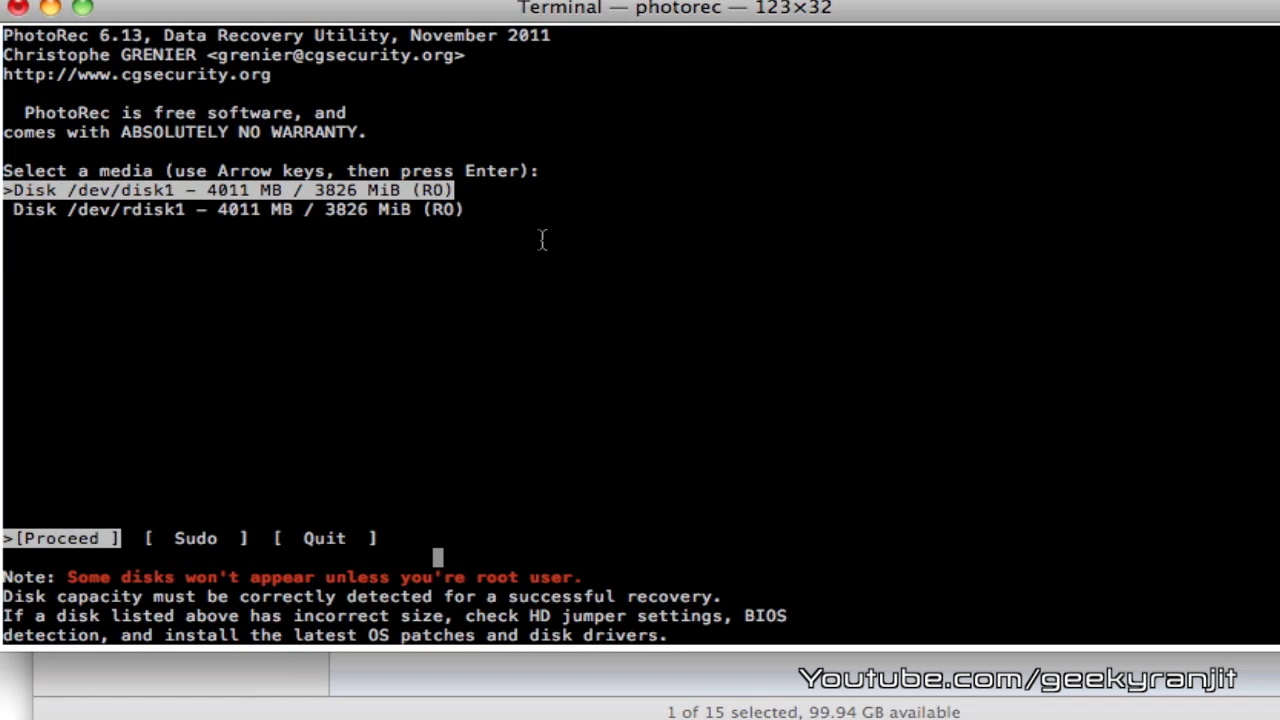 Terminal — photorec — 123×32
PhotoRec 6.13, Data Recovery Utility, November 2011
Christophe GRENIER <grenier@cgsecurity.org>
http://www.cgsecurity.org
PhotoRec is free software, and
comes with ABSOLUTELY NO WARRANTY.
Select a media (use Arrow keys, then press Enter):
>Disk /dev/disk1 - 4011 MB / 3826 MiB (RO)
Disk /dev/rdisk1 - 4011 MB / 3826 MiB (RO)
>[Proceed ]  [  Sudo  ]  [  Quit  ]
Note: Some disks won't appear unless you're root user.
Disk capacity must be correctly detected for a successful recovery.
If a disk listed above has incorrect size, check HD jumper settings, BIOS
detection, and install the latest OS patches and disk drivers.
Youtube.com/geekyranjit
1 of 15 selected, 99.94 GB available